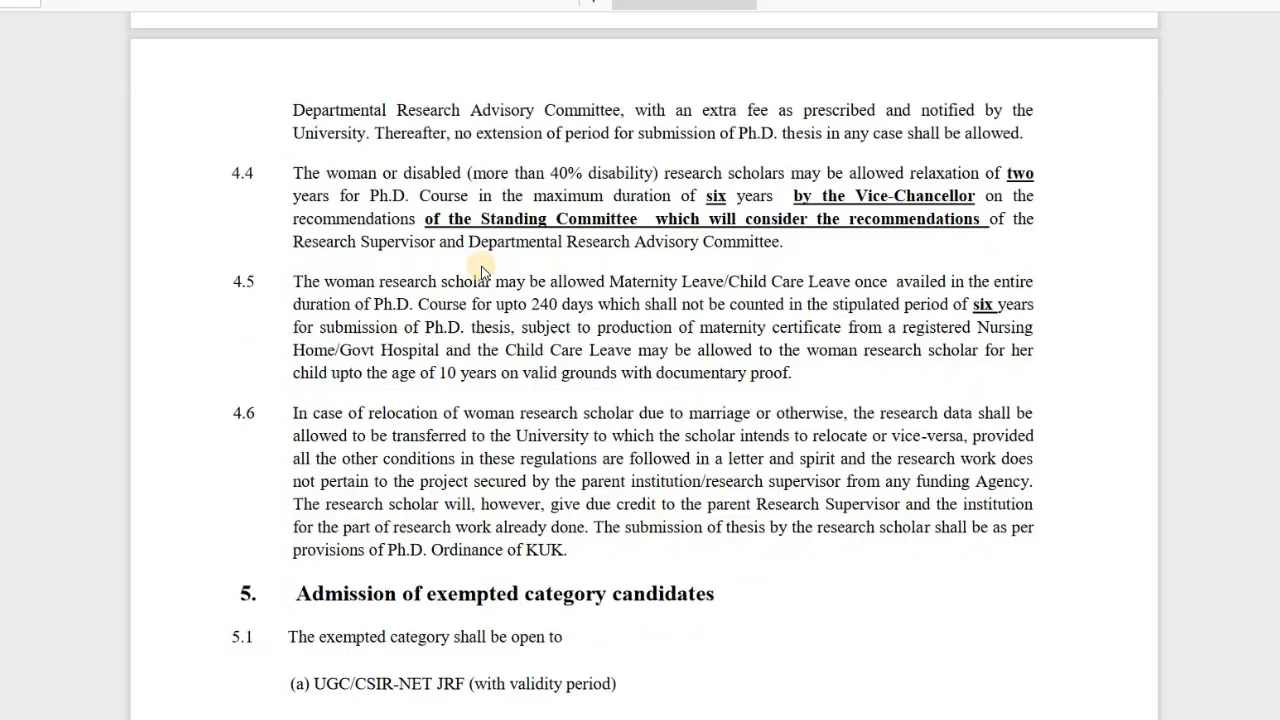 Departmental Research Advisory Committee, with an extra fee as prescribed and notified by the
University. Thereafter, no extension of period for submission of Ph.D. thesis in any case shall be allowed.
4.4 The woman or disabled (more than 40% disability) research scholars may be allowed relaxation of two
years for Ph.D. Course in the maximum duration of six years by the Vice-Chancellor on the
recommendations of the Standing Committee which will consider the recommendations of the
Research Supervisor and Departmental Research Advisory Committee.
4.5 The woman research scholar may be allowed Maternity Leave/Child Care Leave once availed in the entire
duration of Ph.D. Course for upto 240 days which shall not be counted in the stipulated period of six years
for submission of Ph.D. thesis, subject to production of maternity certificate from a registered Nursing
Home/Govt Hospital and the Child Care Leave may be allowed to the woman research scholar for her
child upto the age of 10 years on valid grounds with documentary proof.
4.6 In case of relocation of woman research scholar due to marriage or otherwise, the research data shall be
allowed to be transferred to the University to which the scholar intends to relocate or vice-versa, provided
all the other conditions in these regulations are followed in a letter and spirit and the research work does
not pertain to the project secured by the parent institution/research supervisor from any funding Agency.
The research scholar will, however, give due credit to the parent Research Supervisor and the institution
for the part of research work already done. The submission of thesis by the research scholar shall be as per
provisions of Ph.D. Ordinance of KUK.
5. Admission of exempted category candidates
5.1 The exempted category shall be open to
(a) UGC/CSIR-NET JRF (with validity period)